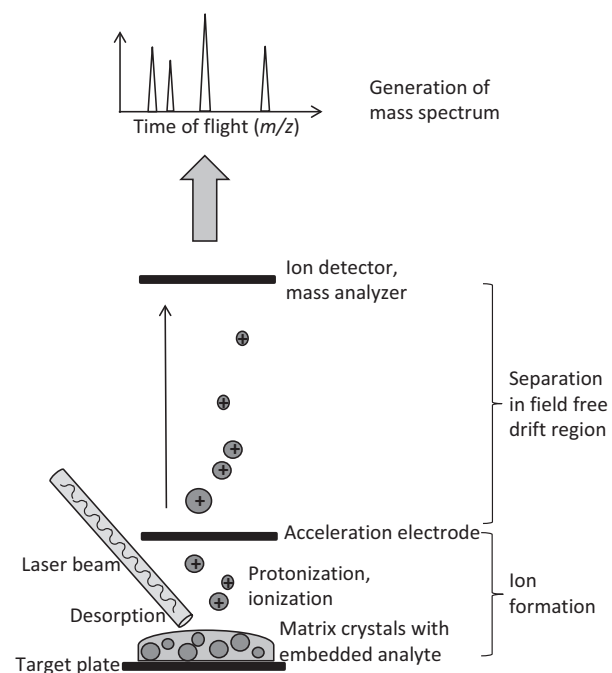 Generation of
mass spectrum
Time of flight (m/z)
Ion detector,
mass analyzer
Separation
in field free
drift region
Acceleration electrode
Laser beam
Protonization,
ionization
Ion
formation
Desorption
Matrix crystals with
embedded analyte
Target plate
+
+
+
+
+
+
+
+